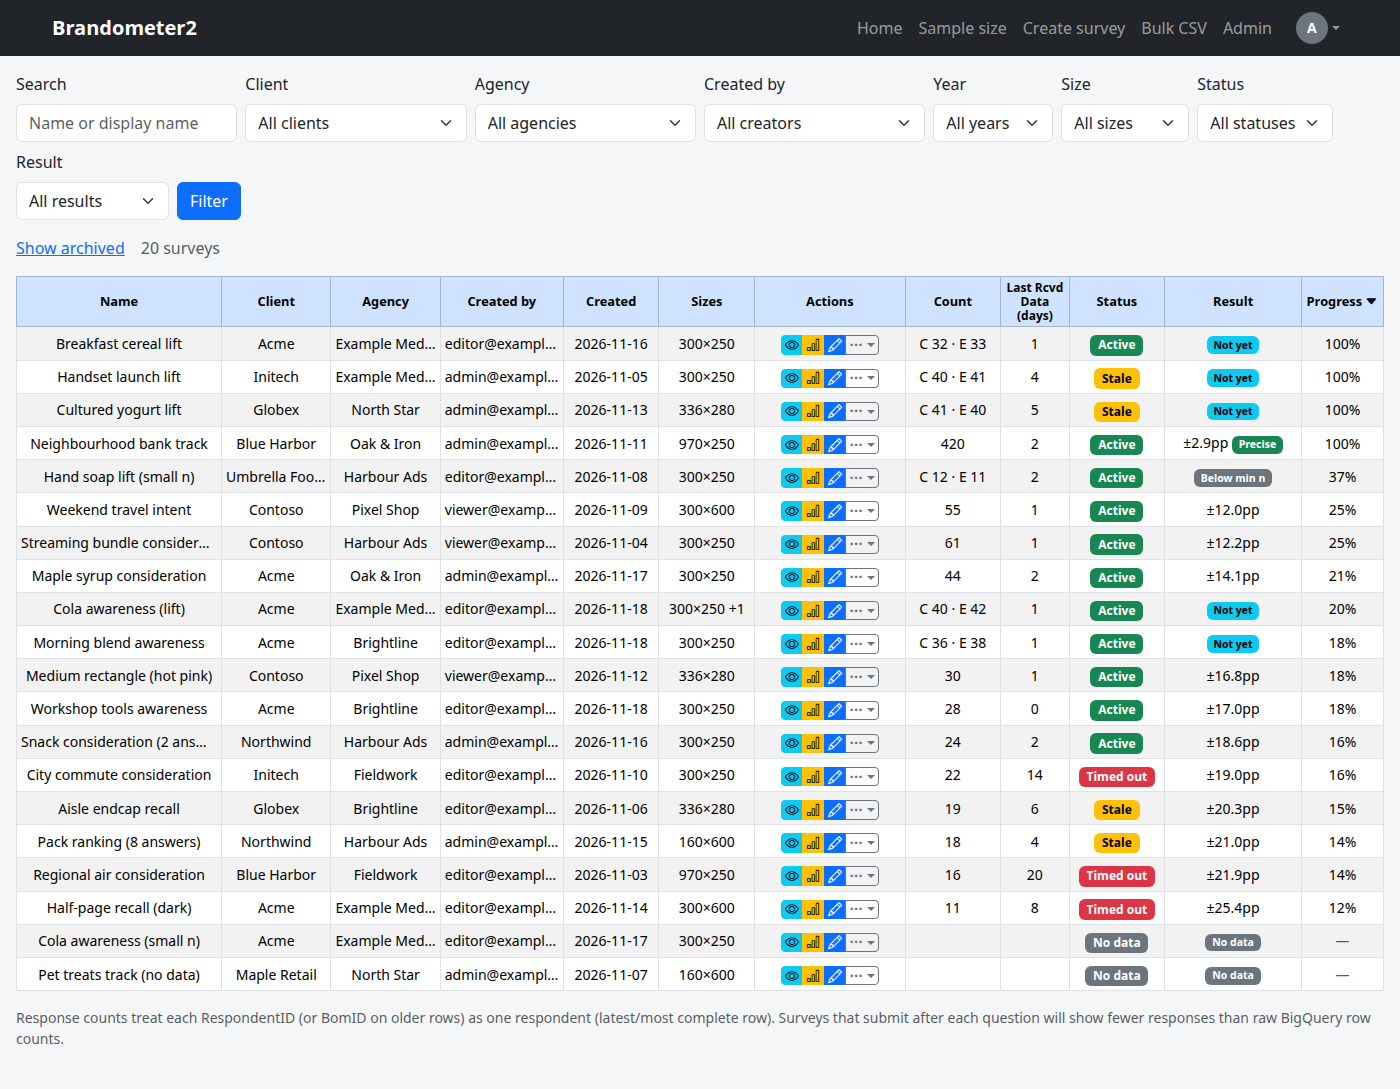 Brandometer2
Home Sample size Create survey Bulk CSV Admin A
Search Client Agency Created by Year Size Status
Name or display name All clients All agencies All creators All years All sizes All statuses
Result
All results Filter
Show archived 20 surveys
Name Client Agency Created by Created Sizes Actions Count Last Rcvd Data (days) Status Result Progress
Breakfast cereal lift Acme Example Med... editor@exampl... 2026-11-16 300×250 C 32 · E 33 1 Active Not yet 100%
Handset launch lift Initech Example Med... admin@exampl... 2026-11-05 300×250 C 40 · E 41 4 Stale Not yet 100%
Cultured yogurt lift Globex North Star admin@exampl... 2026-11-13 336×280 C 41 · E 40 5 Stale Not yet 100%
Neighbourhood bank track Blue Harbor Oak & Iron admin@exampl... 2026-11-11 970×250 420 2 Active ±2.9pp Precise 100%
Hand soap lift (small n) Umbrella Foo... Harbour Ads editor@exampl... 2026-11-08 300×250 C 12 · E 11 2 Active Below min n 37%
Weekend travel intent Contoso Pixel Shop viewer@examp... 2026-11-09 300×600 55 1 Active ±12.0pp 25%
Streaming bundle consider... Contoso Harbour Ads viewer@examp... 2026-11-04 300×250 61 1 Active ±12.2pp 25%
Maple syrup consideration Acme Oak & Iron admin@exampl... 2026-11-17 300×250 44 2 Active ±14.1pp 21%
Cola awareness (lift) Acme Example Med... editor@exampl... 2026-11-18 300×250 +1 C 40 · E 42 1 Active Not yet 20%
Morning blend awareness Acme Brightline editor@exampl... 2026-11-18 300×250 C 36 · E 38 1 Active Not yet 18%
Medium rectangle (hot pink) Contoso Pixel Shop viewer@examp... 2026-11-12 336×280 30 1 Active ±16.8pp 18%
Workshop tools awareness Acme Brightline editor@exampl... 2026-11-18 300×250 28 0 Active ±17.0pp 18%
Snack consideration (2 ans... Northwind Harbour Ads admin@exampl... 2026-11-16 300×250 24 2 Active ±18.6pp 16%
City commute consideration Initech Fieldwork editor@exampl... 2026-11-10 300×250 22 14 Timed out ±19.0pp 16%
Aisle endcap recall Globex Brightline editor@exampl... 2026-11-06 336×280 19 6 Stale ±20.3pp 15%
Pack ranking (8 answers) Northwind Harbour Ads admin@exampl... 2026-11-15 160×600 18 4 Stale ±21.0pp 14%
Regional air consideration Blue Harbor Fieldwork editor@exampl... 2026-11-03 970×250 16 20 Timed out ±21.9pp 14%
Half-page recall (dark) Acme Example Med... editor@exampl... 2026-11-14 300×600 11 8 Timed out ±25.4pp 12%
Cola awareness (small n) Acme Example Med... editor@exampl... 2026-11-17 300×250 No data No data —
Pet treats track (no data) Maple Retail North Star admin@exampl... 2026-11-07 160×600 No data No data —
Response counts treat each RespondentID (or BomID on older rows) as one respondent (latest/most complete row). Surveys that submit after each question will show fewer responses than raw BigQuery row
counts.